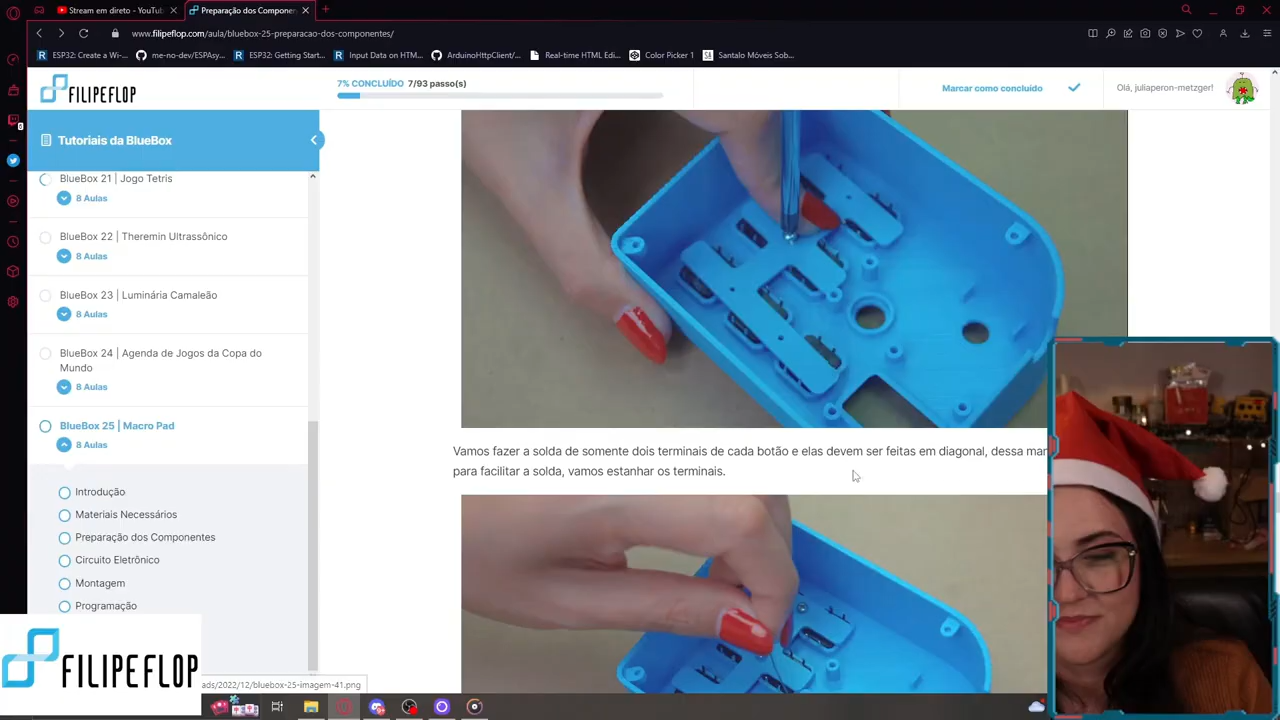 Stream em direto - YouTub
Preparação dos Componen
www.filipeflop.com/aula/bluebox-25-preparacao-dos-componentes/
ESP32: Create a Wi-...
me-no-dev/ESPAsy...
ESP32: Getting Start...
Input Data on HTM...
ArduinoHttpClient/...
Real-time HTML Edi...
Color Picker 1
Santalo Móveis Sob...
FILIPEFLOP
7% CONCLUÍDO 7/93 passo(s)
Marcar como concluído
Olá, juliaperon-metzger!
Tutoriais da BlueBox
BlueBox 21 | Jogo Tetris
8 Aulas
BlueBox 22 | Theremin Ultrassônico
8 Aulas
BlueBox 23 | Luminária Camaleão
8 Aulas
BlueBox 24 | Agenda de Jogos da Copa do
Mundo
8 Aulas
BlueBox 25 | Macro Pad
8 Aulas
Introdução
Materiais Necessários
Preparação dos Componentes
Circuito Eletrônico
Montagem
Programação
Vamos fazer a solda de somente dois terminais de cada botão e elas devem ser feitas em diagonal, dessa mar
para facilitar a solda, vamos estanhar os terminais.
FILIPEFLOP
ads/2022/12/bluebox-25-imagem-41.png